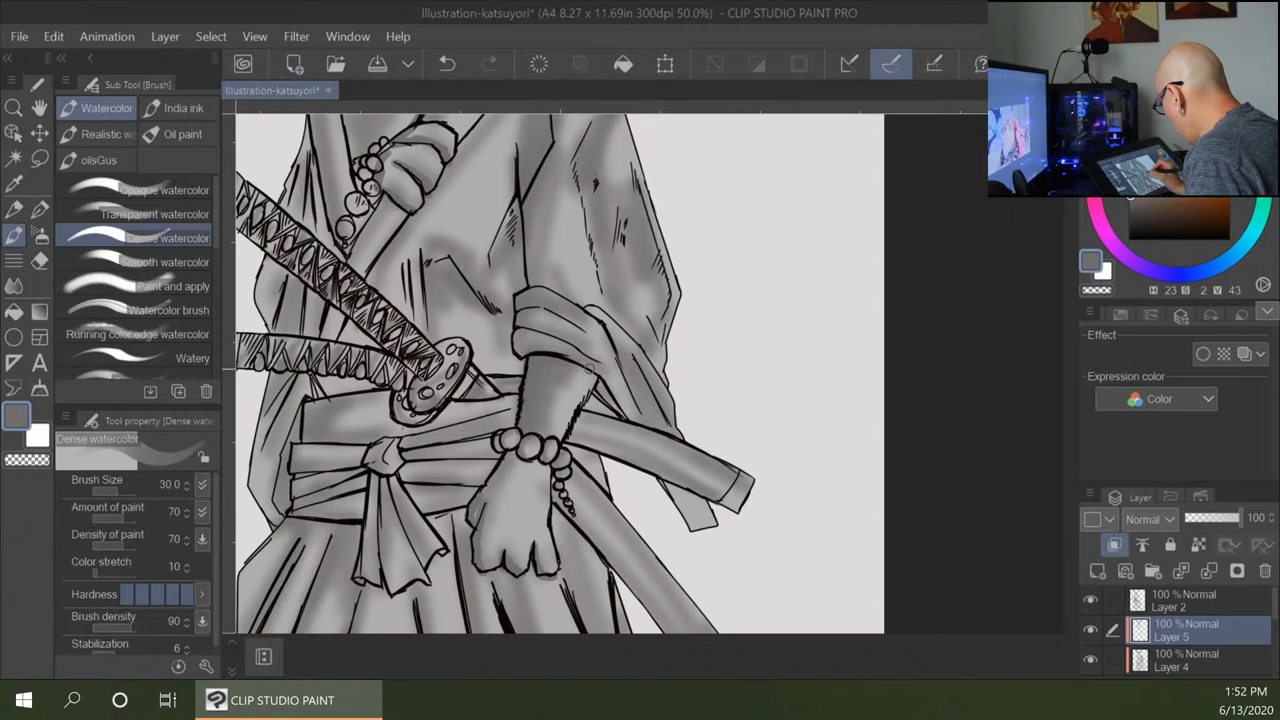 Illustration-katsuyori* (A4 8.27 x 11.69in 300dpi 50.0%) - CLIP STUDIO PAINT PRO
File Edit Animation Layer Select View Filter Window Help
Sub Tool [Brush]
Illustration-katsuyori*
Watercolor India ink
Realistic wa Oil paint
oilsGus
Opaque watercolor
Transparent watercolor
Dense watercolor
Smooth watercolor
Paint and apply
Watercolor brush
Running color edge watercolor
Watery
Tool property [Dense wate
Dense watercolor
Brush Size 30.0
Amount of paint 70
Density of paint 70
Color stretch 10
Hardness
Brush density 90
Stabilization 6
H 23 S 2 V 43
Effect
Expression color
Color
Layer
Normal 100
100 % Normal
Layer 2
100 % Normal
Layer 5
100 % Normal
Layer 4
CLIP STUDIO PAINT
1:52 PM
6/13/2020